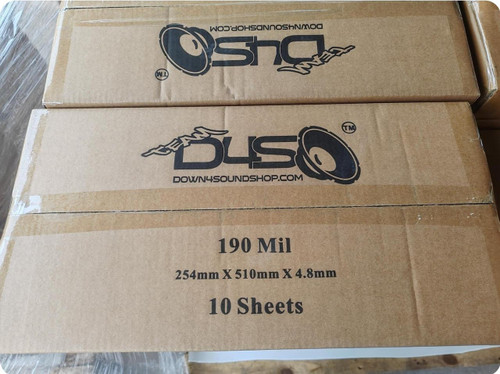 DOWN4SOUNDSHOP.COM
D4S
TEAM
TM
TEAM
D4S
TM
DOWN4SOUNDSHOP.COM
190 Mil
254mm X 510mm X 4.8mm
10 Sheets